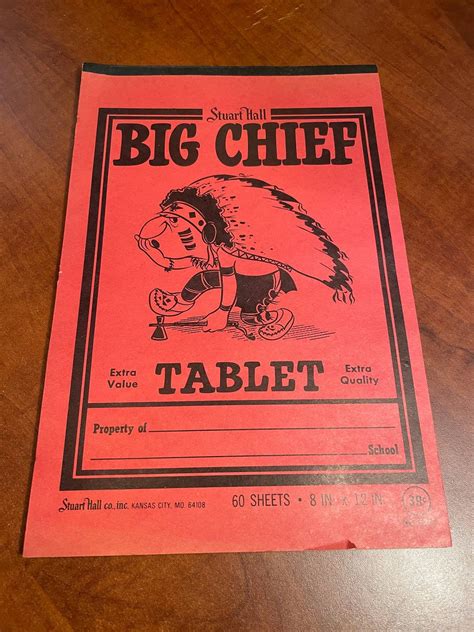 Stuart Hall
BIG CHIEF
Extra Value
TABLET
Extra Quality
Property of
School
Stuart Hall co., inc. KANSAS CITY, MO. 64108
60 SHEETS • 8 IN. X 12 IN.
39¢